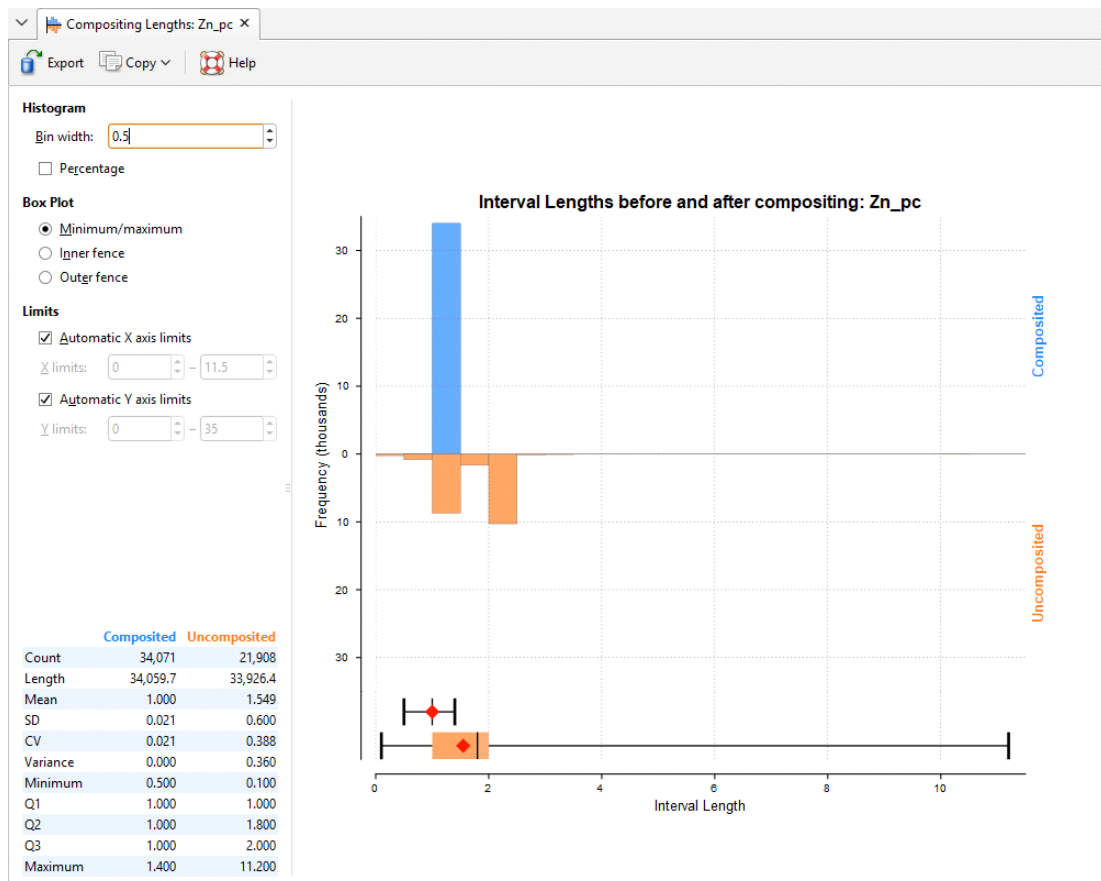 Compositing Lengths: Zn_pc ×
Export Copy Help
Histogram
Bin width: 0.5
Percentage
Box Plot
Minimum/maximum
Inner fence
Outer fence
Limits
Automatic X axis limits
X limits: 0 – 11.5
Automatic Y axis limits
Y limits: 0 – 35
Composited Uncomposited
Count 34,071 21,908
Length 34,059.7 33,926.4
Mean 1.000 1.549
SD 0.021 0.600
CV 0.021 0.388
Variance 0.000 0.360
Minimum 0.500 0.100
Q1 1.000 1.000
Q2 1.000 1.800
Q3 1.000 2.000
Maximum 1.400 11.200
Interval Lengths before and after compositing: Zn_pc
Frequency (thousands)
30
20
10
0
10
20
30
Composited
Uncomposited
0 2 4 6 8 10
Interval Length